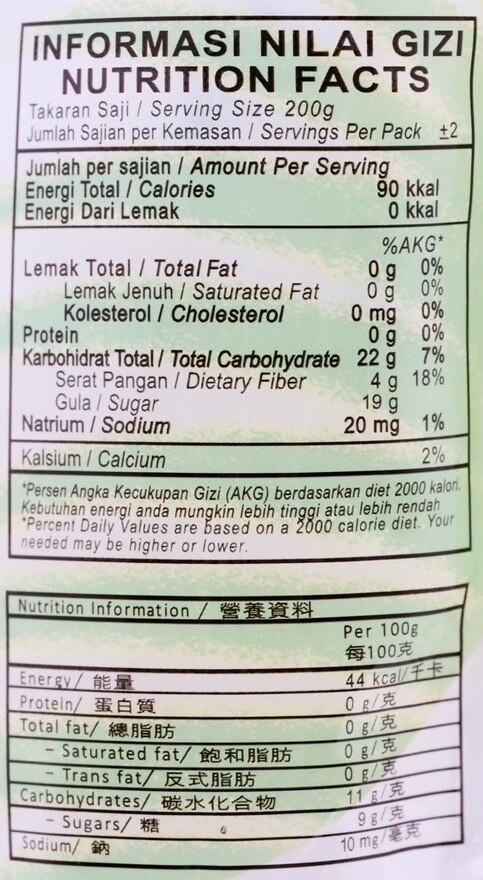 INFORMASI NILAI GIZI
NUTRITION FACTS
Takaran Saji / Serving Size 200g
Jumlah Sajian per Kemasan / Servings Per Pack ±2
Jumlah per sajian / Amount Per Serving
Energi Total / Calories 90 kkal
Energi Dari Lemak 0 kkal
%AKG*
Lemak Total / Total Fat 0 g 0%
Lemak Jenuh / Saturated Fat 0 g 0%
Kolesterol / Cholesterol 0 mg 0%
Protein 0 g 0%
Karbohidrat Total / Total Carbohydrate 22 g 7%
Serat Pangan / Dietary Fiber 4 g 18%
Gula / Sugar 19 g
Natrium / Sodium 20 mg 1%
Kalsium / Calcium 2%
*Persen Angka Kecukupan Gizi (AKG) berdasarkan diet 2000 kalori.
Kebutuhan energi anda mungkin lebih tinggi atau lebih rendah
*Percent Daily Values are based on a 2000 calorie diet. Your
needed may be higher or lower.
Nutrition Information / 營養資料
Per 100g
每100克
Energy/ 能量 44 kcal/千卡
Protein/ 蛋白質 0 g/克
Total fat/ 總脂肪 0 g/克
- Saturated fat/ 飽和脂肪 0 g/克
- Trans fat/ 反式脂肪 0 g/克
Carbohydrates/ 碳水化合物 11 g/克
- Sugars/ 糖 9 g/克
Sodium/ 鈉 10 mg/毫克